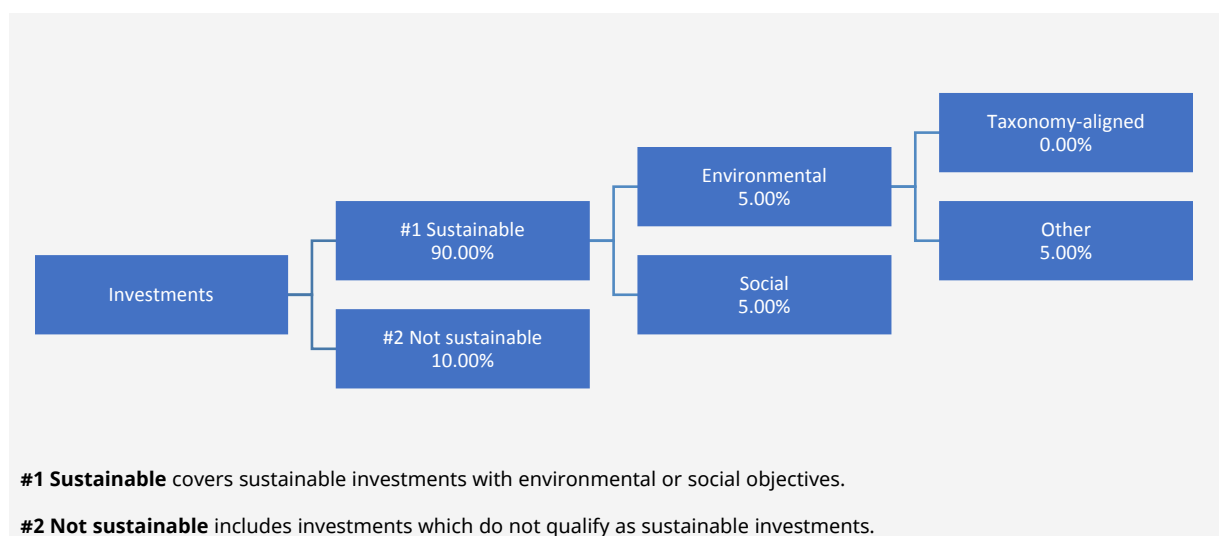 Taxonomy-aligned
0.00%
Environmental
5.00%
#1 Sustainable
90.00%
Other
5.00%
Investments
Social
5.00%
#2 Not sustainable
10.00%
#1 Sustainable covers sustainable investments with environmental or social objectives.
#2 Not sustainable includes investments which do not qualify as sustainable investments.